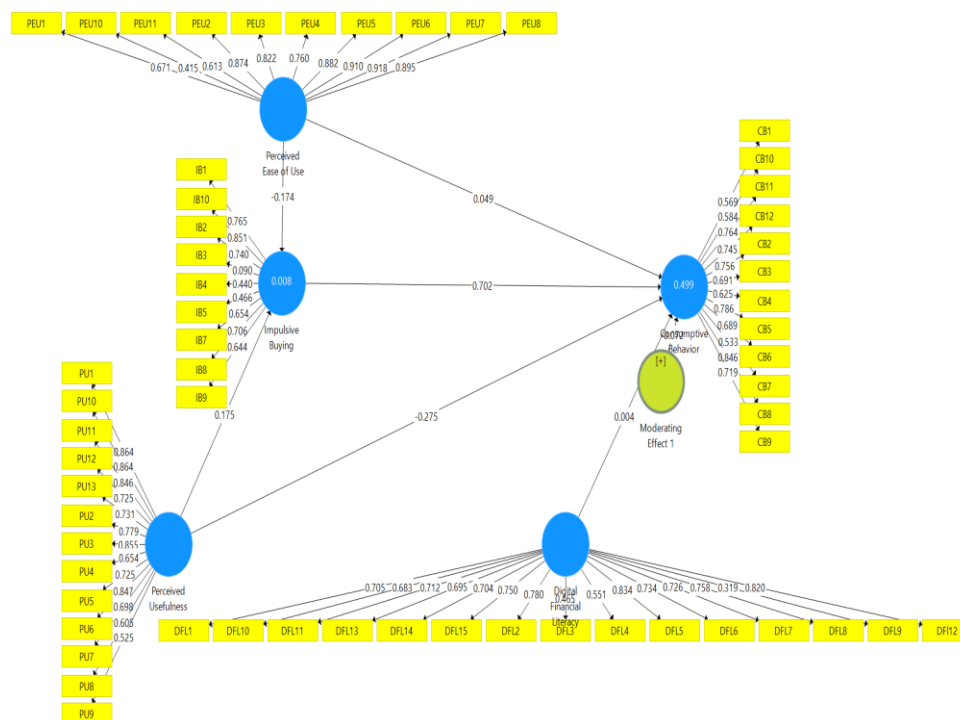 PEU1 PEU10 PEU11 PEU2 PEU3 PEU4 PEU5 PEU6 PEU7 PEU8
0.671 0.415 0.613 0.874 0.822 0.760 0.882 0.910 0.918 0.895
Perceived
Ease of Use
-0.174
0.049
IB1
IB10
IB2
IB3
IB4
IB5
IB7
IB8
IB9
0.765
0.851
0.740
0.090
0.440
0.466
0.654
0.706
0.644
0.008
Impulsive
Buying
0.702
0.175
-0.275
CB1
CB10
CB11
CB12
CB2
CB3
CB4
CB5
CB6
CB7
CB8
CB9
0.569
0.584
0.764
0.745
0.756
0.691
0.625
0.786
0.689
0.533
0.846
0.719
0.499
Behavior
[+]
Moderating
Effect 1
0.004
PU1
PU10
PU11
PU12
PU13
PU2
PU3
PU4
PU5
PU6
PU7
PU8
PU9
0.864
0.864
0.846
0.725
0.731
0.779
0.855
0.654
0.725
0.847
0.698
0.605
0.525
Perceived
Usefulness
Digital
Financial
Literacy
0.705 0.683 0.712 0.695 0.704 0.750 0.780 0.551 0.834 0.734 0.726 0.758 0.319 0.820
DFL1 DFL10 DFL11 DFL13 DFL14 DFL15 DFL2 DFL3 DFL4 DFL5 DFL6 DFL7 DFL8 DFL9 DFl12